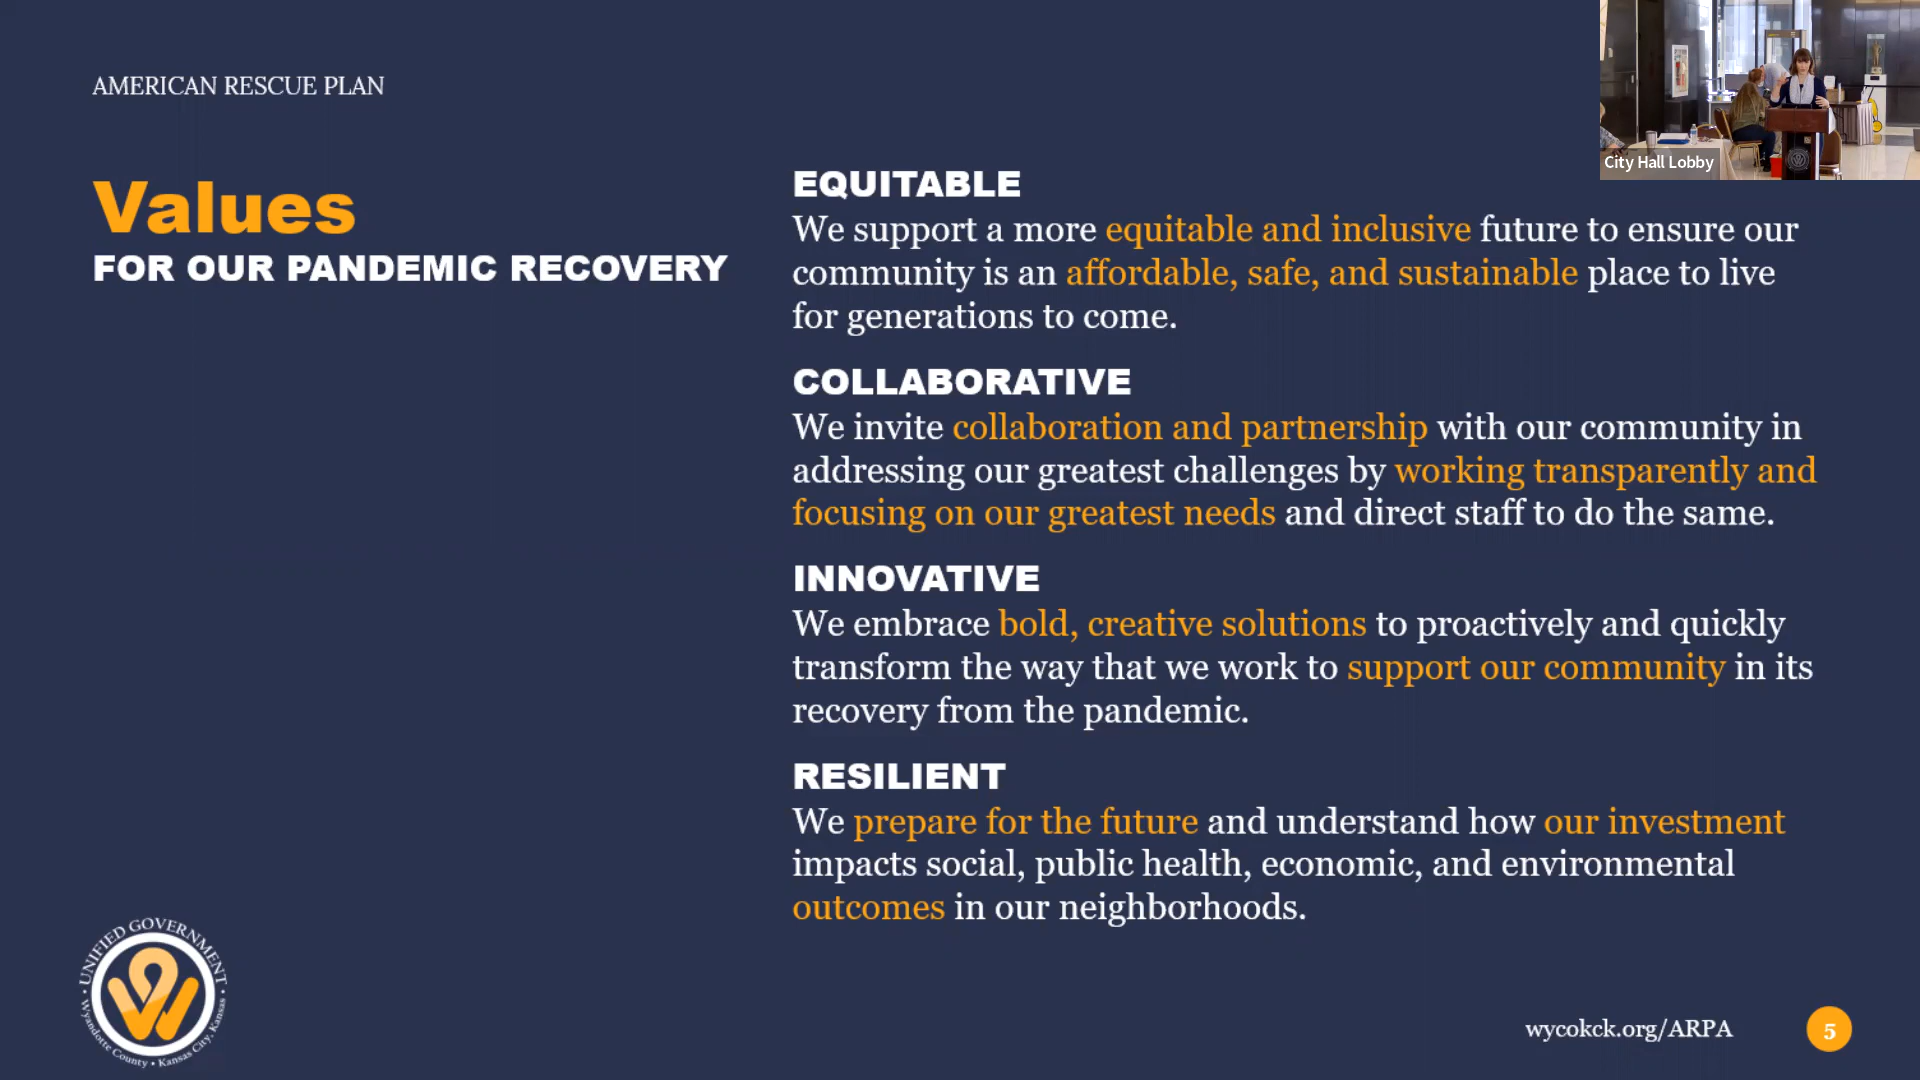 AMERICAN RESCUE PLAN
Values
FOR OUR PANDEMIC RECOVERY
EQUITABLE
We support a more equitable and inclusive future to ensure our
community is an affordable, safe, and sustainable place to live
for generations to come.
COLLABORATIVE
We invite collaboration and partnership with our community in
addressing our greatest challenges by working transparently and
focusing on our greatest needs and direct staff to do the same.
INNOVATIVE
We embrace bold, creative solutions to proactively and quickly
transform the way that we work to support our community in its
recovery from the pandemic.
RESILIENT
We prepare for the future and understand how our investment
impacts social, public health, economic, and environmental
outcomes in our neighborhoods.
City Hall Lobby
UNIFIED GOVERNMENT
Wyandotte County • Kansas City, Kansas
wycokck.org/ARPA
5